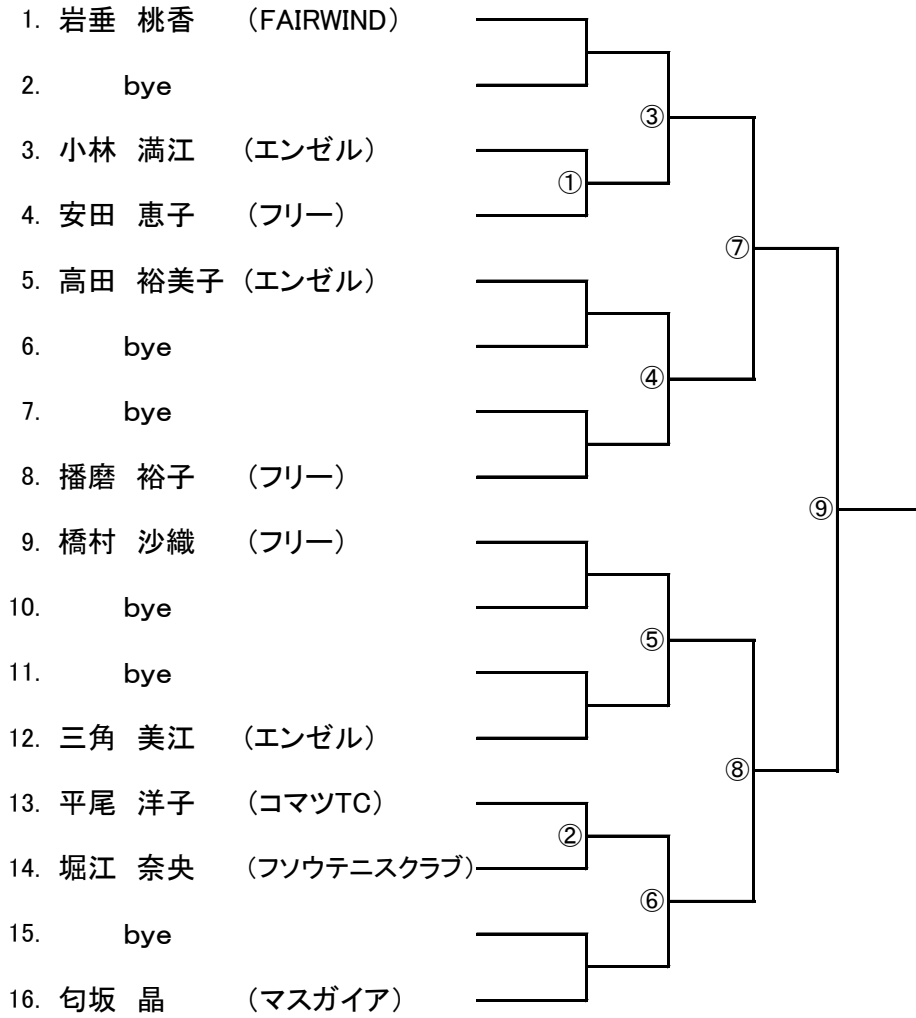 1. 岩垂　桃香　（FAIRWIND）
2. bye
③
3. 小林　満江　（エンゼル）
①
4. 安田　恵子　（フリー）
⑦
5. 高田　裕美子（エンゼル）
6. bye
④
7. bye
8. 播磨　裕子　（フリー）
⑨
9. 橋村　沙織　（フリー）
10. bye
⑤
11. bye
12. 三角　美江　（エンゼル）
⑧
13. 平尾　洋子　（コマツTC）
②
14. 堀江　奈央　（フソウテニスクラブ）
⑥
15. bye
16. 匂坂　晶　（マスガイア）